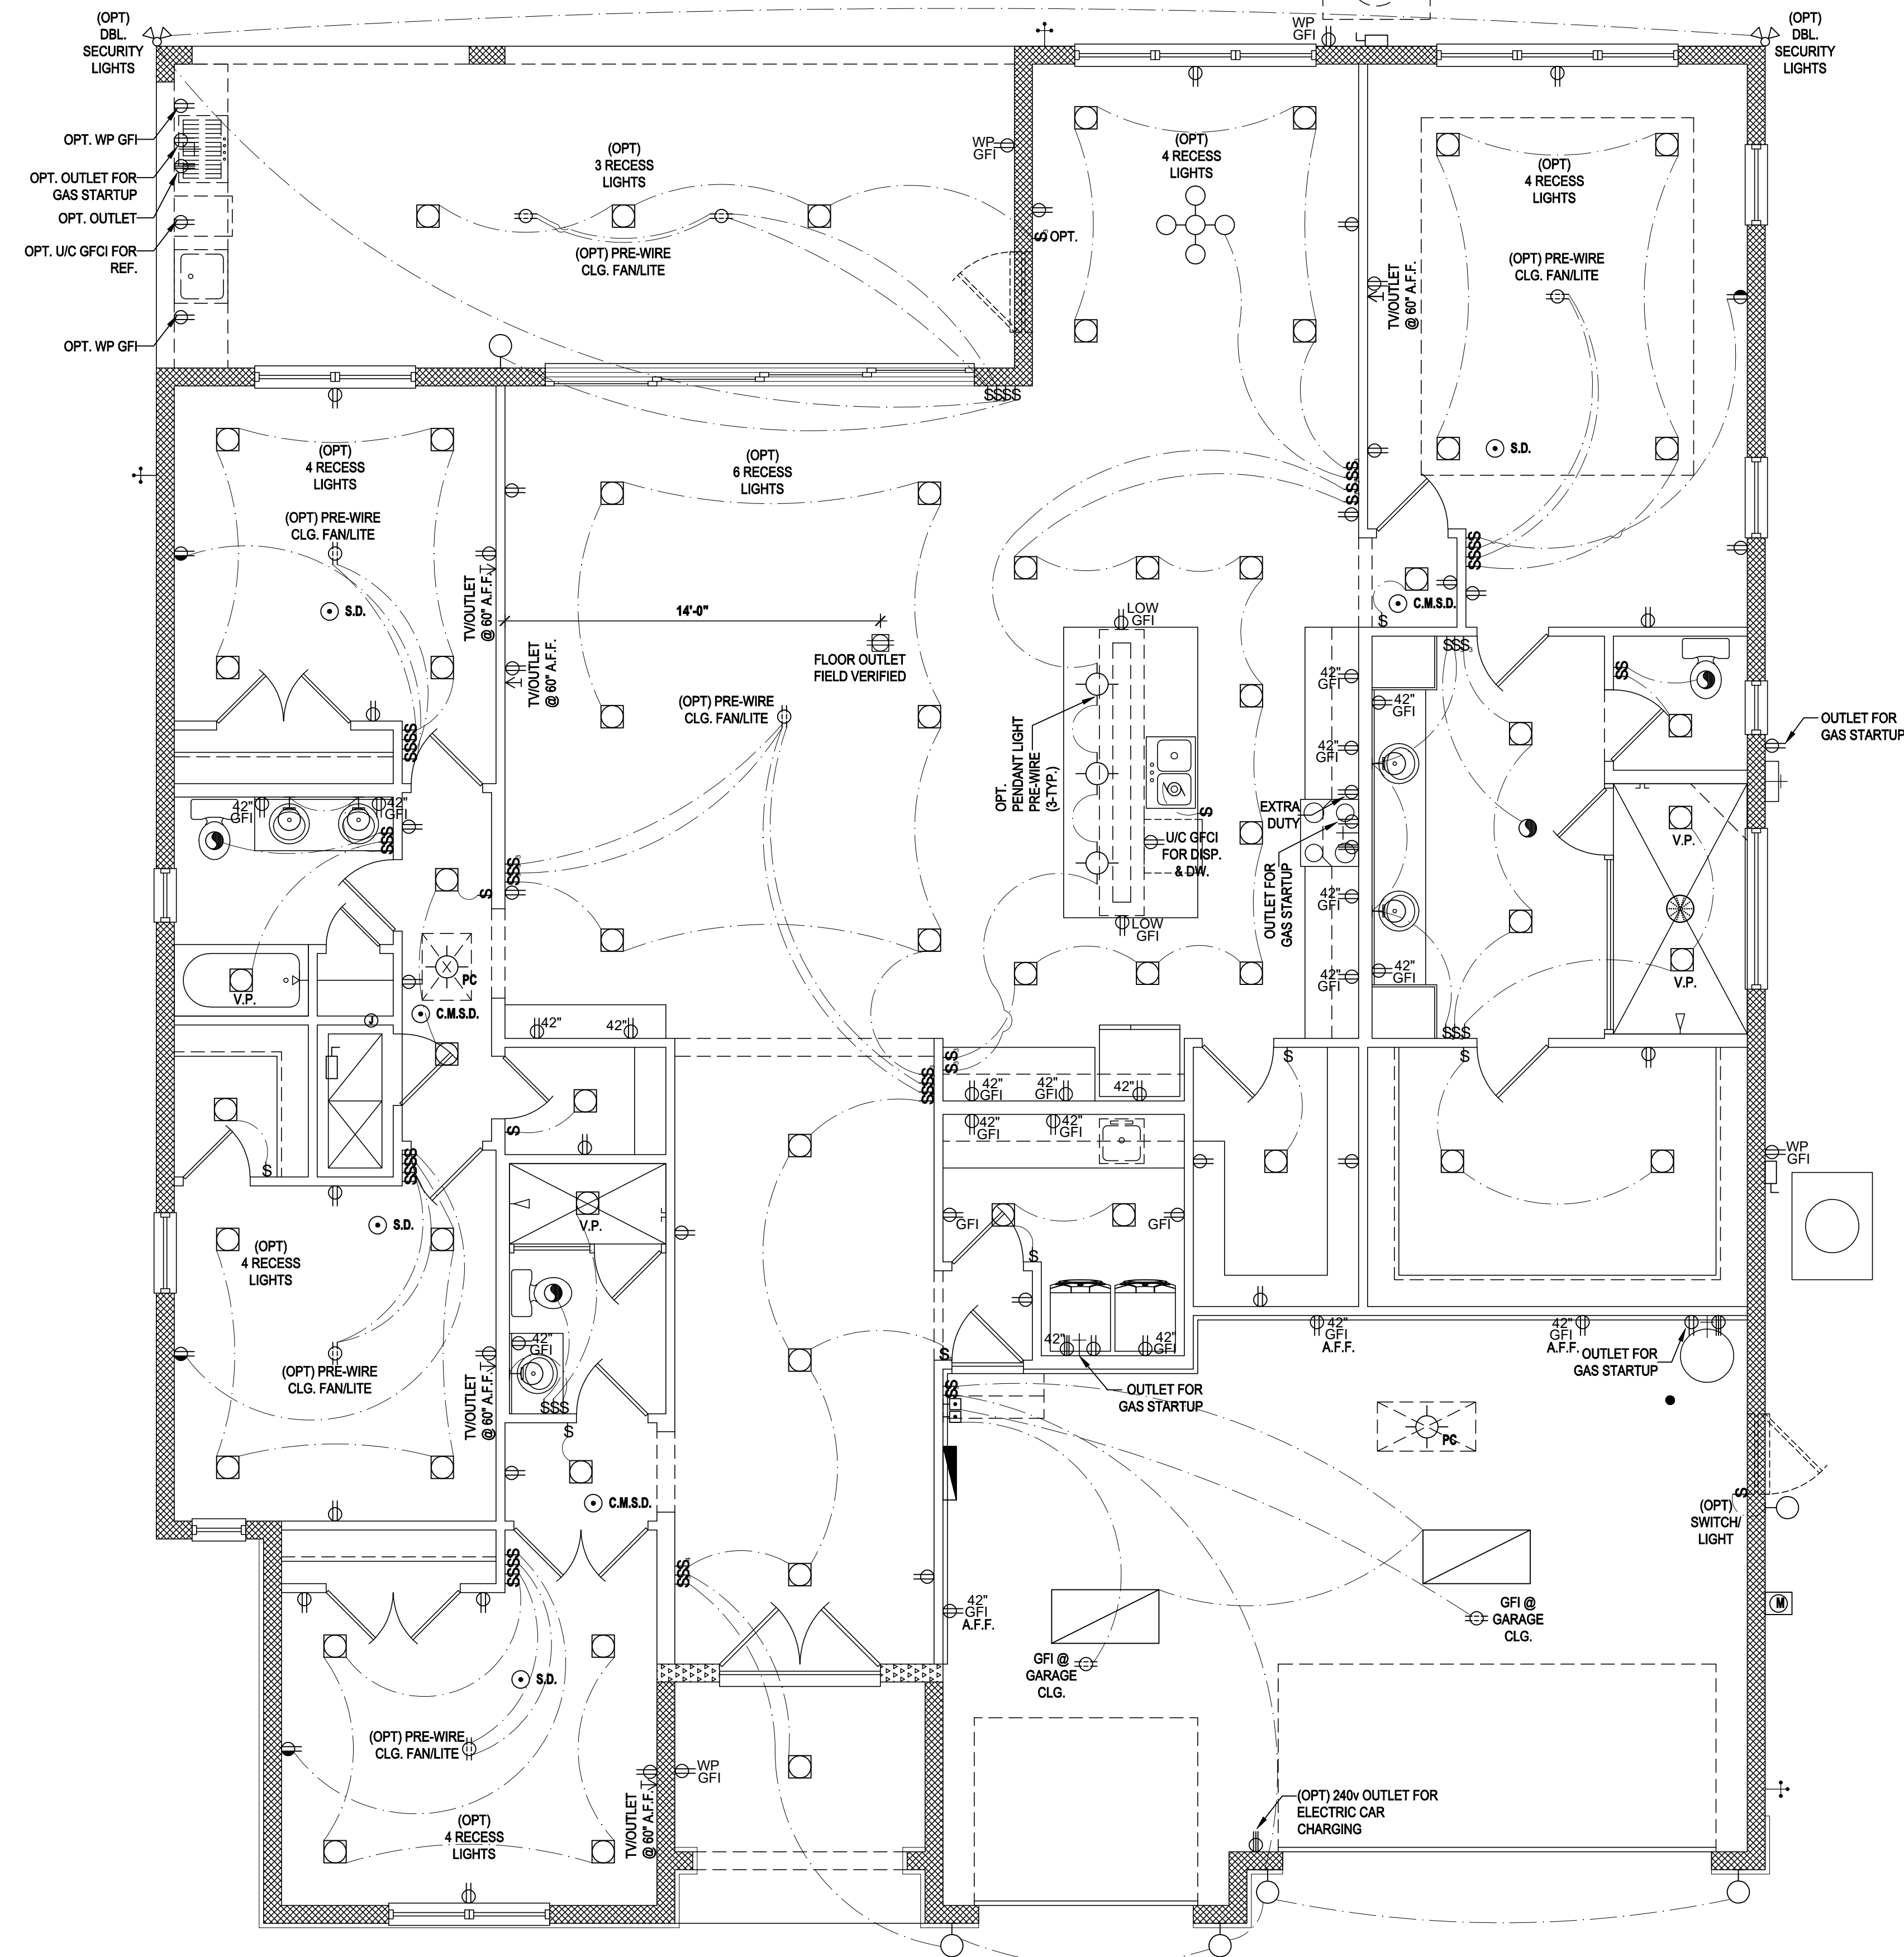 (OPT)
DBL.
SECURITY
LIGHTS
WP
GFI
(OPT)
DBL.
SECURITY
LIGHTS
OPT. WP GFI
OPT. OUTLET FOR
GAS STARTUP
OPT. OUTLET
OPT. U/C GFCI FOR
REF.
OPT. WP GFI
(OPT)
3 RECESS
LIGHTS
(OPT) PRE-WIRE
CLG. FAN/LITE
WP
GFI
$3 OPT.
(OPT)
4 RECESS
LIGHTS
TV/OUTLET
@ 60" A.F.F.
(OPT)
4 RECESS
LIGHTS
(OPT) PRE-WIRE
CLG. FAN/LITE
S.D.
$$$$
(OPT)
4 RECESS
LIGHTS
(OPT) PRE-WIRE
CLG. FAN/LITE
S.D.
TV/OUTLET
@ 60" A.F.F.
(OPT)
6 RECESS
LIGHTS
14'-0"
TV/OUTLET
@ 60" A.F.F.
FLOOR OUTLET
FIELD VERIFIED
(OPT) PRE-WIRE
CLG. FAN/LITE
LOW
GFI
OPT.
PENDANT LIGHT
PRE-WIRE
(3-TYP.)
U/C GFCI
FOR DISP.
& DW.
$
LOW
GFI
C.M.S.D.
$
$$$3
$$
42"
GFI
42"
GFI
42"
GFI
EXTRA
DUTY
OUTLET FOR
GAS STARTUP
42"
GFI
42"
GFI
42"
GFI
OUTLET FOR
GAS STARTUP
V.P.
V.P.
$$$$
42"
GFI
42"
GFI
$$$
$$$3
$
PC
C.M.S.D.
V.P.
J
42"
42"
$$$
$
$
42"
GFI
42"
GFI
42"
42"
GFI
42"
GFI
WP
GFI
$
$
$$$$
S.D.
(OPT)
4 RECESS
LIGHTS
(OPT) PRE-WIRE
CLG. FAN/LITE
TV/OUTLET
@ 60" A.F.F.
V.P.
42"
GFI
$$$
$
C.M.S.D.
GFI
GFI
$
42"
42"
GFI
OUTLET FOR
GAS STARTUP
$
$$
42"
GFI
A.F.F.
42"
GFI
A.F.F.
OUTLET FOR
GAS STARTUP
PC
(OPT)
SWITCH/
LIGHT
$
M
GFI @
GARAGE
CLG.
42"
GFI
A.F.F.
GFI @
GARAGE
CLG.
$$$$
S.D.
(OPT) PRE-WIRE
CLG. FAN/LITE
(OPT)
4 RECESS
LIGHTS
TV/OUTLET
@ 60" A.F.F.
WP
GFI
(OPT) 240v OUTLET FOR
ELECTRIC CAR
CHARGING